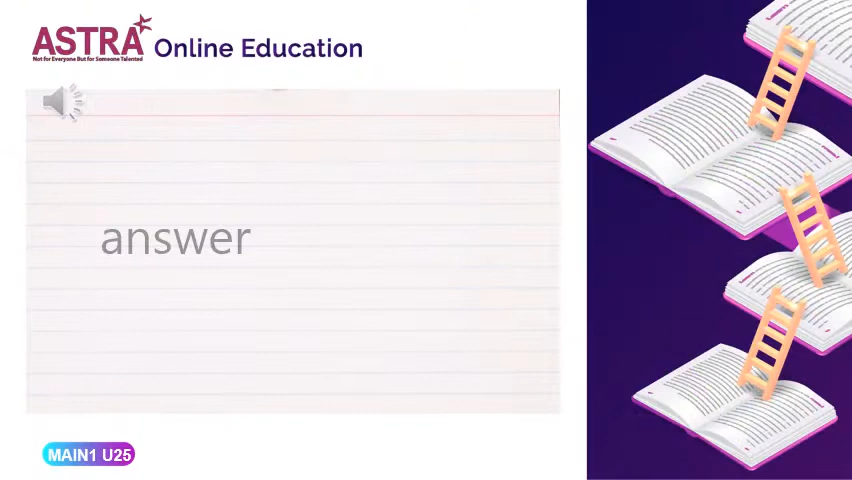 ASTRA Online Education
Not for Everyone But for Someone Talented
answer
MAIN1 U25